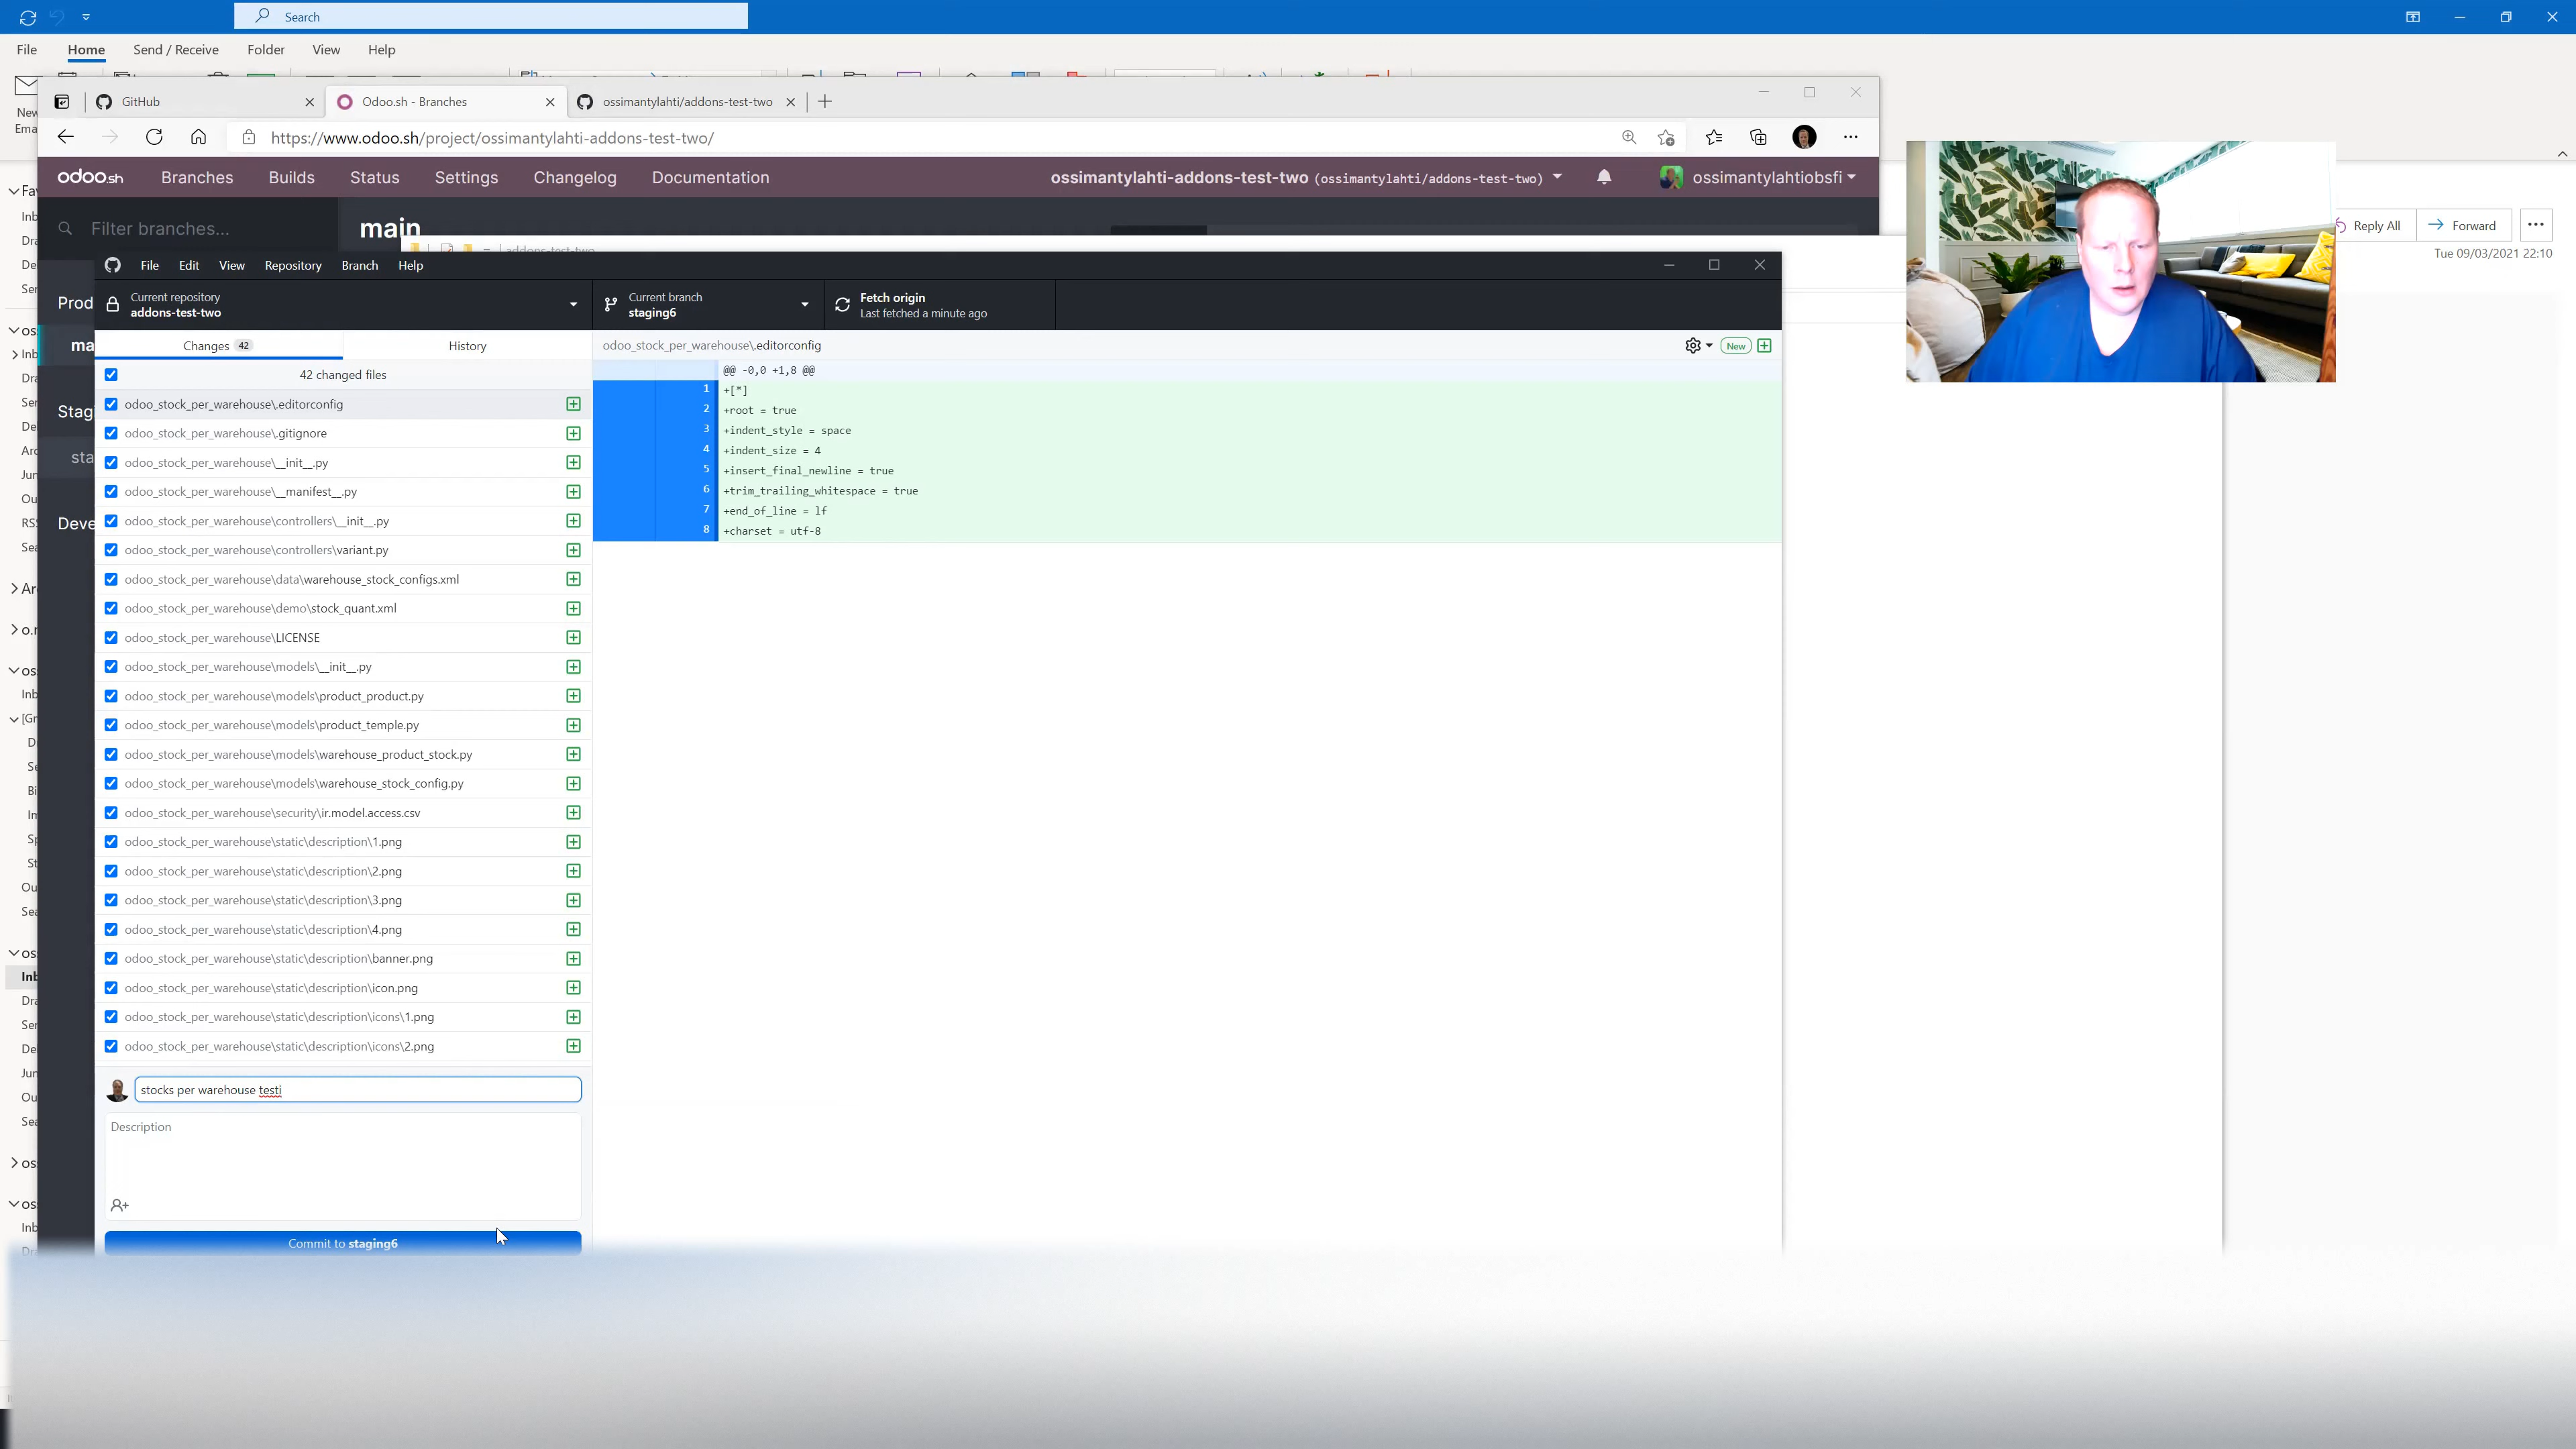 Search
File Home Send / Receive Folder View Help
New
Ema
GitHub
Odoo.sh - Branches
ossimantylahti/addons-test-two
https://www.odoo.sh/project/ossimantylahti-addons-test-two/
odoo.sh Branches Builds Status Settings Changelog Documentation
ossimantylahti-addons-test-two (ossimantylahti/addons-test-two)
ossimantylahtiobsfi
Filter branches...
main
addons-test-two
Reply All Forward
Tue 09/03/2021 22:10
File Edit View Repository Branch Help
Prod
ma
Stag
sta
Deve
Current repository
addons-test-two
Current branch
staging6
Fetch origin
Last fetched a minute ago
Changes 42
History
42 changed files
odoo_stock_per_warehouse\.editorconfig
odoo_stock_per_warehouse\.gitignore
odoo_stock_per_warehouse\__init__.py
odoo_stock_per_warehouse\__manifest__.py
odoo_stock_per_warehouse\controllers\__init__.py
odoo_stock_per_warehouse\controllers\variant.py
odoo_stock_per_warehouse\data\warehouse_stock_configs.xml
odoo_stock_per_warehouse\demo\stock_quant.xml
odoo_stock_per_warehouse\LICENSE
odoo_stock_per_warehouse\models\__init__.py
odoo_stock_per_warehouse\models\product_product.py
odoo_stock_per_warehouse\models\product_temple.py
odoo_stock_per_warehouse\models\warehouse_product_stock.py
odoo_stock_per_warehouse\models\warehouse_stock_config.py
odoo_stock_per_warehouse\security\ir.model.access.csv
odoo_stock_per_warehouse\static\description\1.png
odoo_stock_per_warehouse\static\description\2.png
odoo_stock_per_warehouse\static\description\3.png
odoo_stock_per_warehouse\static\description\4.png
odoo_stock_per_warehouse\static\description\banner.png
odoo_stock_per_warehouse\static\description\icon.png
odoo_stock_per_warehouse\static\description\icons\1.png
odoo_stock_per_warehouse\static\description\icons\2.png
stocks per warehouse testi
Description
Commit to staging6
odoo_stock_per_warehouse\.editorconfig
New
@@ -0,0 +1,8 @@
1 +[*]
2 +root = true
3 +indent_style = space
4 +indent_size = 4
5 +insert_final_newline = true
6 +trim_trailing_whitespace = true
7 +end_of_line = lf
8 +charset = utf-8